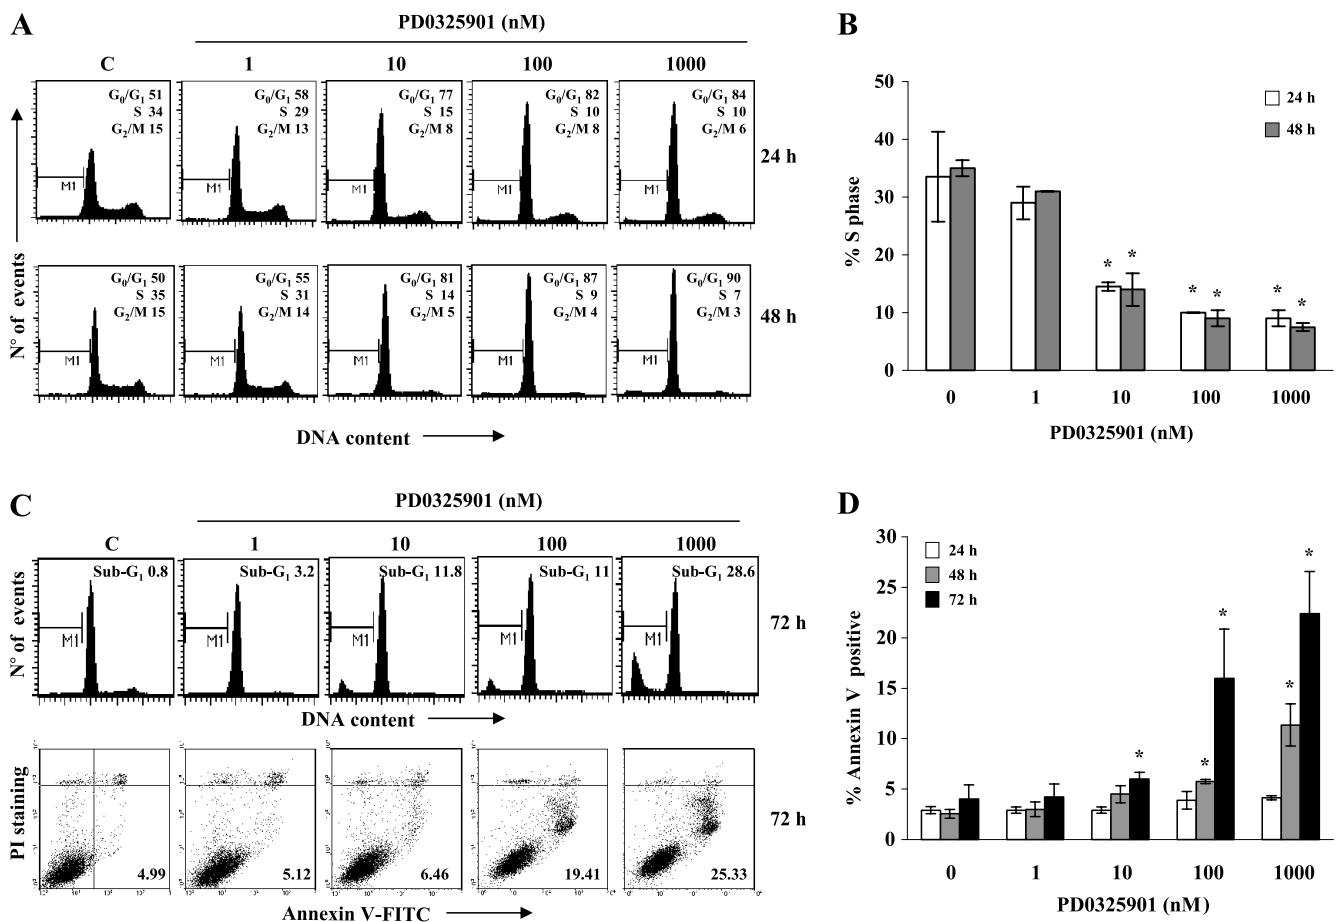 A
PD0325901 (nM)
C 1 10 100 1000
G₀/G₁ 51
S 34
G₂/M 15
M1
G₀/G₁ 58
S 29
G₂/M 13
M1
G₀/G₁ 77
S 15
G₂/M 8
M1
G₀/G₁ 82
S 10
G₂/M 8
M1
G₀/G₁ 84
S 10
G₂/M 6
M1
24 h
G₀/G₁ 50
S 35
G₂/M 15
M1
G₀/G₁ 55
S 31
G₂/M 14
M1
G₀/G₁ 81
S 14
G₂/M 5
M1
G₀/G₁ 87
S 9
G₂/M 4
M1
G₀/G₁ 90
S 7
G₂/M 3
M1
48 h
N° of events
DNA content
B
50
40
30
20
10
0
% S phase
24 h
48 h
* *
* *
* *
0 1 10 100 1000
PD0325901 (nM)
C
PD0325901 (nM)
C 1 10 100 1000
Sub-G₁ 0.8
M1
Sub-G₁ 3.2
M1
Sub-G₁ 11.8
M1
Sub-G₁ 11
M1
Sub-G₁ 28.6
M1
72 h
N° of events
DNA content
PI staining
4.99
5.12
6.46
19.41
25.33
72 h
Annexin V-FITC
D
30
25
20
15
10
5
0
% Annexin V positive
24 h
48 h
72 h
*
* *
* *
0 1 10 100 1000
PD0325901 (nM)